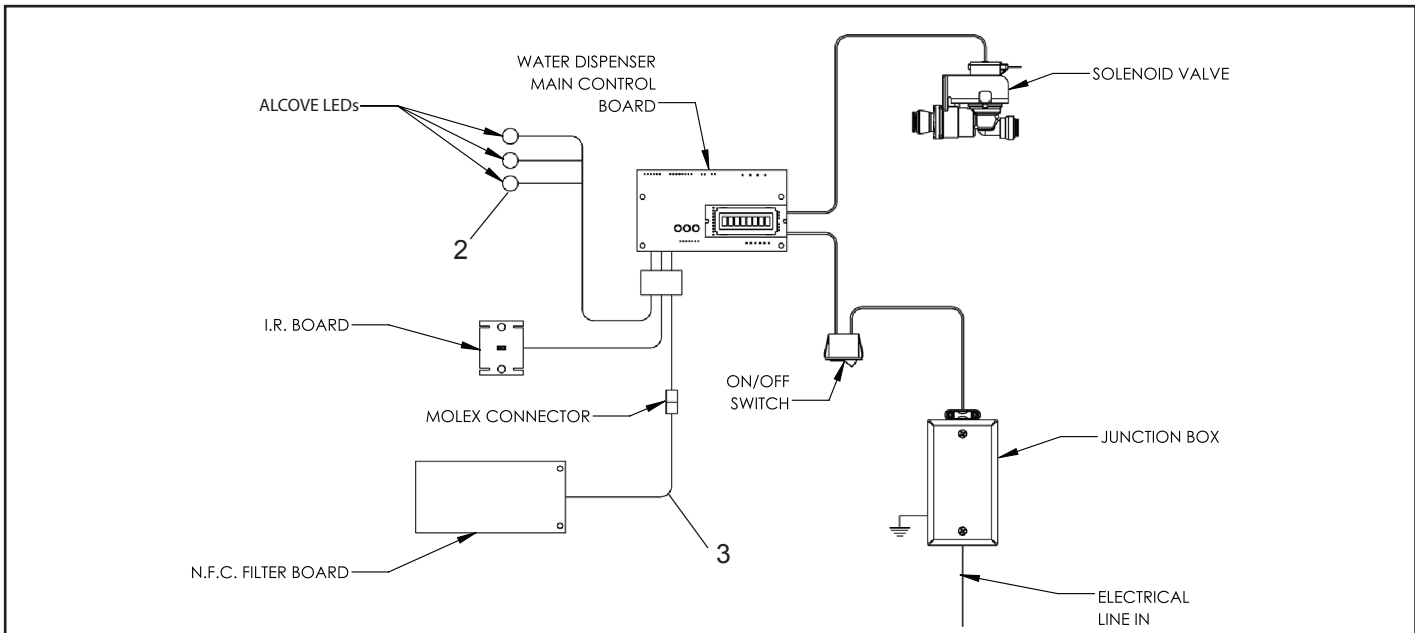 WATER DISPENSER
MAIN CONTROL
BOARD
SOLENOID VALVE
ALCOVE LEDs
2
I.R. BOARD
ON/OFF
SWITCH
MOLEX CONNECTOR
JUNCTION BOX
3
N.F.C. FILTER BOARD
ELECTRICAL
LINE IN